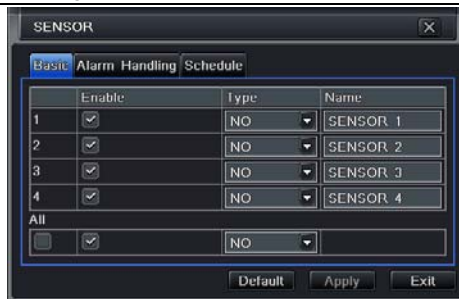 SENSOR
Basic Alarm Handling Schedule
Enable Type Name
1 NO SENSOR 1
2 NO SENSOR 2
3 NO SENSOR 3
4 NO SENSOR 4
All
NO
Default Apply Exit